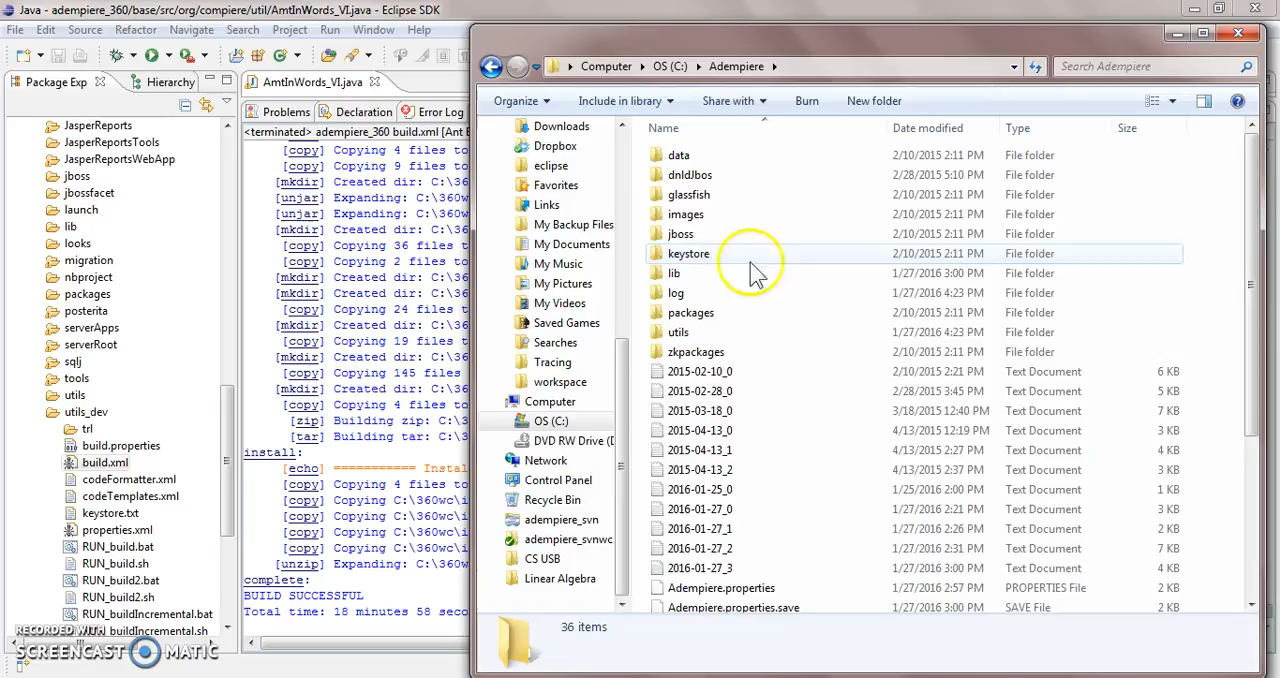 Java - adempiere_360/base/src/org/compiere/util/AmtInWords_VI.java - Eclipse SDK
File Edit Source Refactor Navigate Search Project Run Window Help
Package Exp
Hierarchy
JasperReports
JasperReportsTools
JasperReportsWebApp
jboss
jbossfacet
launch
lib
looks
migration
nbproject
packages
posterita
serverApps
serverRoot
sqlj
tools
utils
utils_dev
trl
build.properties
build.xml
codeFormatter.xml
codeTemplates.xml
keystore.txt
properties.xml
RUN_build.bat
RUN_build.sh
RUN_build2.bat
RUN_build2.sh
RUN_buildIncremental.bat
RUN_buildIncremental.sh
RECORDED WITH
SCREENCAST MATIC
AmtInWords_VI.java
Problems Declaration Error Log
<terminated> adempiere_360 build.xml [Ant B
[copy] Copying 4 files to
[copy] Copying 9 files to
[mkdir] Created dir: C:\36
[unjar] Expanding: C:\360w
[unjar] Expanding: C:\360w
[mkdir] Created dir: C:\36
[copy] Copying 36 files t
[copy] Copying 2 files to
[mkdir] Created dir: C:\36
[copy] Copying 24 files t
[copy] Copying 19 files t
[mkdir] Created dir: C:\36
[copy] Copying 145 files
[mkdir] Created dir: C:\36
[copy] Copying 4 files to
[zip] Building zip: C:\36
[tar] Building tar: C:\36
install:
[echo] =========== Instal
[copy] Copying 4 files to
[copy] Copying C:\360wc\i
[copy] Copying C:\360wc\i
[copy] Copying C:\360wc\i
[unzip] Expanding: C:\360w
complete:
BUILD SUCCESSFUL
Total time: 18 minutes 58 seco
Computer OS (C:) Adempiere
Search Adempiere
Organize Include in library Share with Burn New folder
Downloads
Dropbox
eclipse
Favorites
Links
My Backup Files
My Documents
My Music
My Pictures
My Videos
Saved Games
Searches
Tracing
workspace
Computer
OS (C:)
DVD RW Drive (D
Network
Control Panel
Recycle Bin
adempiere_svn
adempiere_svnwc
CS USB
Linear Algebra
Name Date modified Type Size
data 2/10/2015 2:11 PM File folder
dnldJbos 2/28/2015 5:10 PM File folder
glassfish 2/10/2015 2:11 PM File folder
images 2/10/2015 2:11 PM File folder
jboss 2/10/2015 2:11 PM File folder
keystore 2/10/2015 2:11 PM File folder
lib 1/27/2016 3:00 PM File folder
log 1/27/2016 4:23 PM File folder
packages 2/10/2015 2:11 PM File folder
utils 1/27/2016 4:23 PM File folder
zkpackages 2/10/2015 2:11 PM File folder
2015-02-10_0 2/10/2015 2:21 PM Text Document 6 KB
2015-02-28_0 2/28/2015 3:45 PM Text Document 5 KB
2015-03-18_0 3/18/2015 12:40 PM Text Document 7 KB
2015-04-13_0 4/13/2015 12:19 PM Text Document 3 KB
2015-04-13_1 4/13/2015 2:27 PM Text Document 3 KB
2015-04-13_2 4/13/2015 2:37 PM Text Document 3 KB
2016-01-25_0 1/25/2016 2:00 PM Text Document 1 KB
2016-01-27_0 1/27/2016 2:21 PM Text Document 3 KB
2016-01-27_1 1/27/2016 2:26 PM Text Document 3 KB
2016-01-27_2 1/27/2016 2:31 PM Text Document 7 KB
2016-01-27_3 1/27/2016 3:00 PM Text Document 4 KB
Adempiere.properties 1/27/2016 2:57 PM PROPERTIES File 2 KB
Adempiere.properties.save 1/27/2016 3:00 PM SAVE File 2 KB
36 items